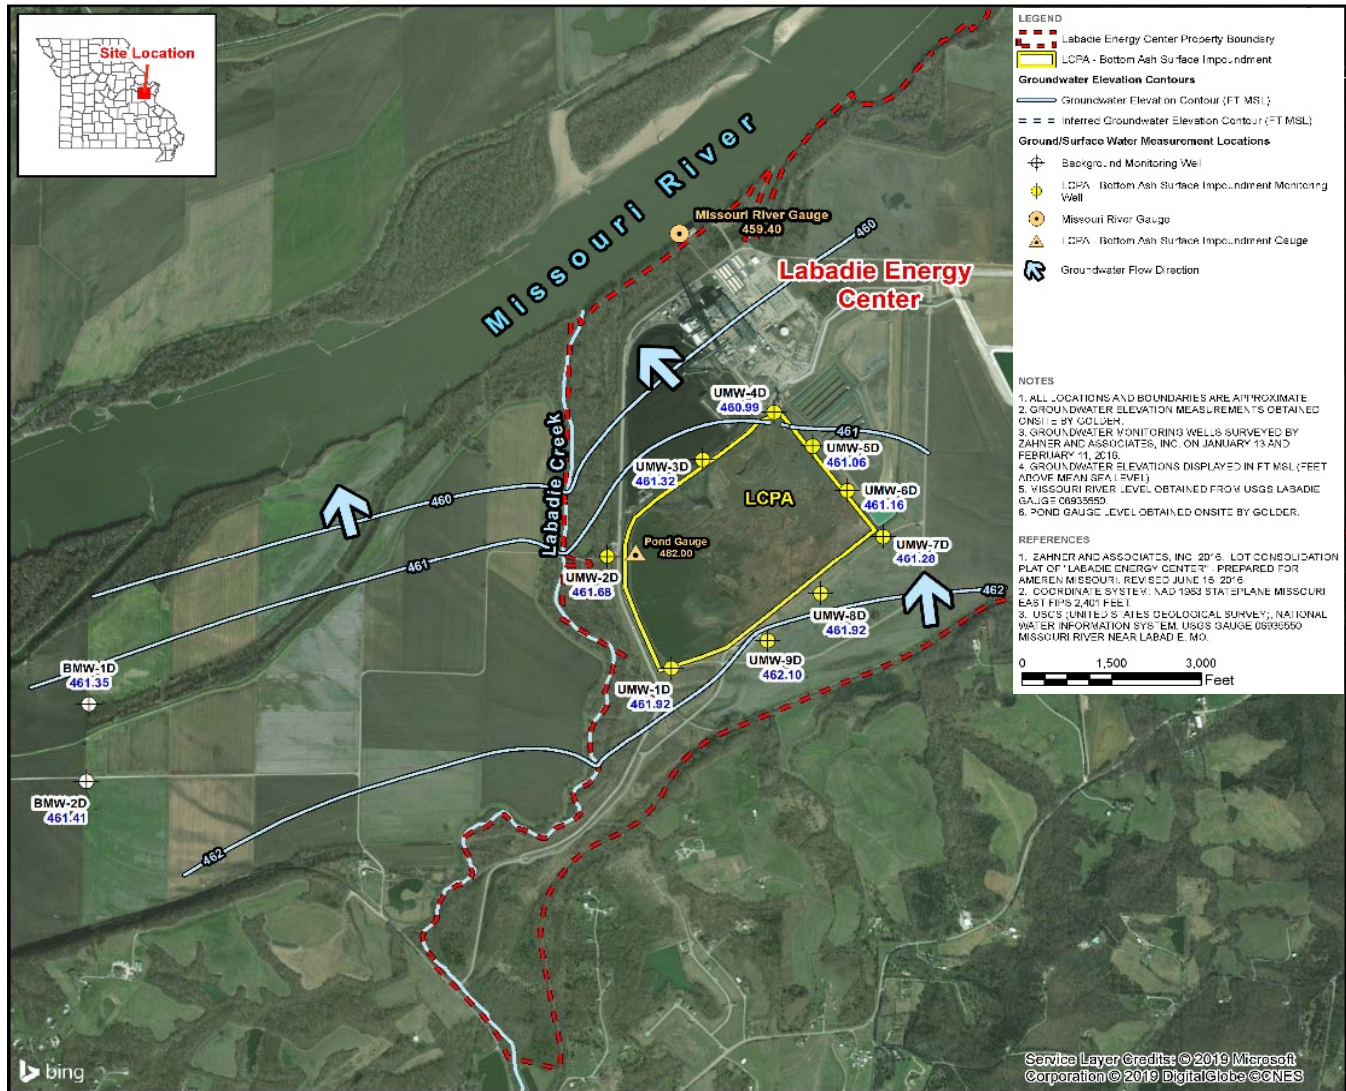 Site Location
LEGEND
Labadie Energy Center Property Boundary
LCPA - Bottom Ash Surface Impoundment
Groundwater Elevation Contours
Groundwater Elevation Contour (FT MSL)
Inferred Groundwater Elevation Contour (FT MSL)
Ground/Surface Water Measurement Locations
Background Monitoring Well
LCPA - Bottom Ash Surface Impoundment Monitoring
Well
Missouri River Gauge
LCPA - Bottom Ash Surface Impoundment Gauge
Groundwater Flow Direction
NOTES
1. ALL LOCATIONS AND BOUNDARIES ARE APPROXIMATE
2. GROUNDWATER ELEVATION MEASUREMENTS OBTAINED
ONSITE BY GOLDER.
3. GROUNDWATER MONITORING WELLS SURVEYED BY
ZAHNER AND ASSOCIATES, INC. ON JANUARY 13 AND
FEBRUARY 11, 2016.
4. GROUNDWATER ELEVATIONS DISPLAYED IN FT MSL (FEET
ABOVE MEAN SEA LEVEL)
5. MISSOURI RIVER LEVEL OBTAINED FROM USGS LABADIE
GAUGE 06935550.
6. POND GAUGE LEVEL OBTAINED ONSITE BY GOLDER.
REFERENCES
1. ZAHNER AND ASSOCIATES, INC. 2016. LOT CONSOLIDATION
PLAT OF "LABADIE ENERGY CENTER" - PREPARED FOR
AMEREN MISSOURI. REVISED JUNE 15, 2016.
2. COORDINATE SYSTEM: NAD 1983 STATEPLANE MISSOURI
EAST FIPS 2,401 FEET.
3. USGS (UNITED STATES GEOLOGICAL SURVEY), NATIONAL
WATER INFORMATION SYSTEM, USGS GAUGE 06935550
MISSOURI RIVER NEAR LABADIE, MO.
0 1,500 3,000
Feet
Missouri River
Missouri River Gauge
459.40
460
Labadie Energy
Center
UMW-4D
460.99
461
UMW-5D
461.06
UMW-3D
461.32
UMW-6D
461.16
LCPA
Labadie Creek
460
Pond Gauge
482.00
UMW-7D
461.28
461
UMW-2D
461.68
462
UMW-8D
461.92
UMW-9D
462.10
BMW-1D
461.35
UMW-1D
461.92
BMW-2D
461.41
462
bing
Service Layer Credits: © 2019 Microsoft
Corporation © 2019 DigitalGlobe ©CNES